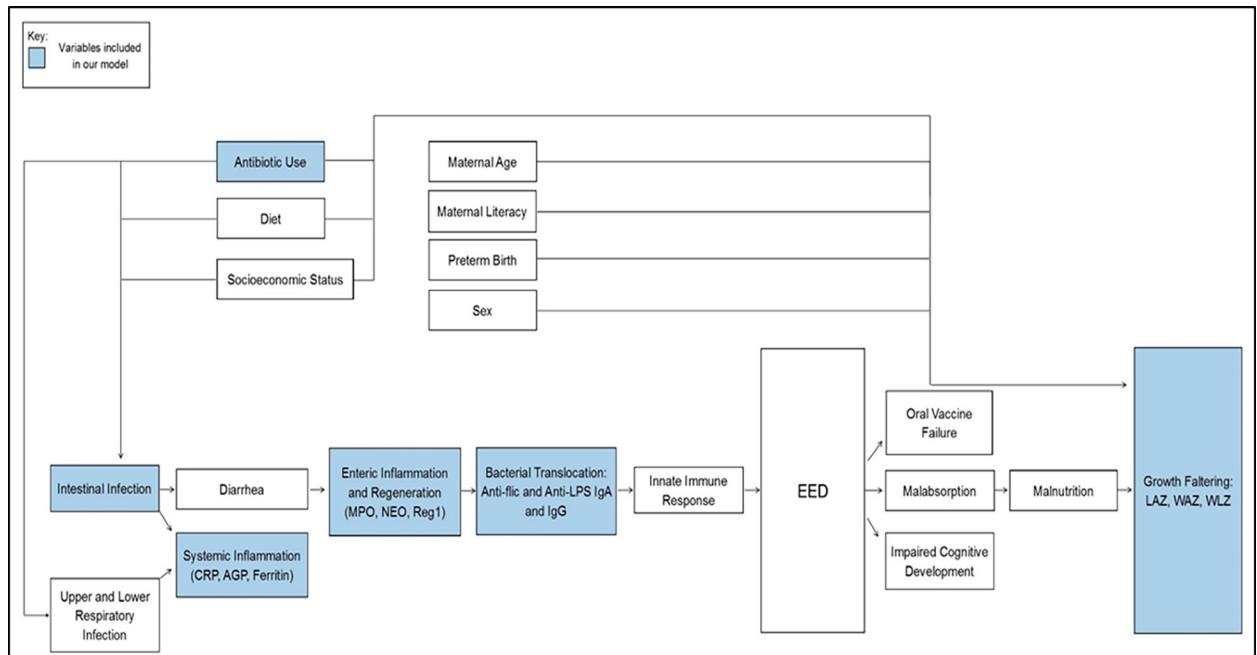 Key:
Variables included
in our model
Antibiotic Use
Diet
Socioeconomic Status
Maternal Age
Maternal Literacy
Preterm Birth
Sex
Intestinal Infection
Diarrhea
Enteric Inflammation
and Regeneration
(MPO, NEO, Reg1)
Bacterial Translocation:
Anti-flic and Anti-LPS IgA
and IgG
Innate Immune
Response
EED
Oral Vaccine
Failure
Malabsorption
Malnutrition
Impaired Cognitive
Development
Growth Faltering:
LAZ, WAZ, WLZ
Systemic Inflammation
(CRP, AGP, Ferritin)
Upper and Lower
Respiratory
Infection